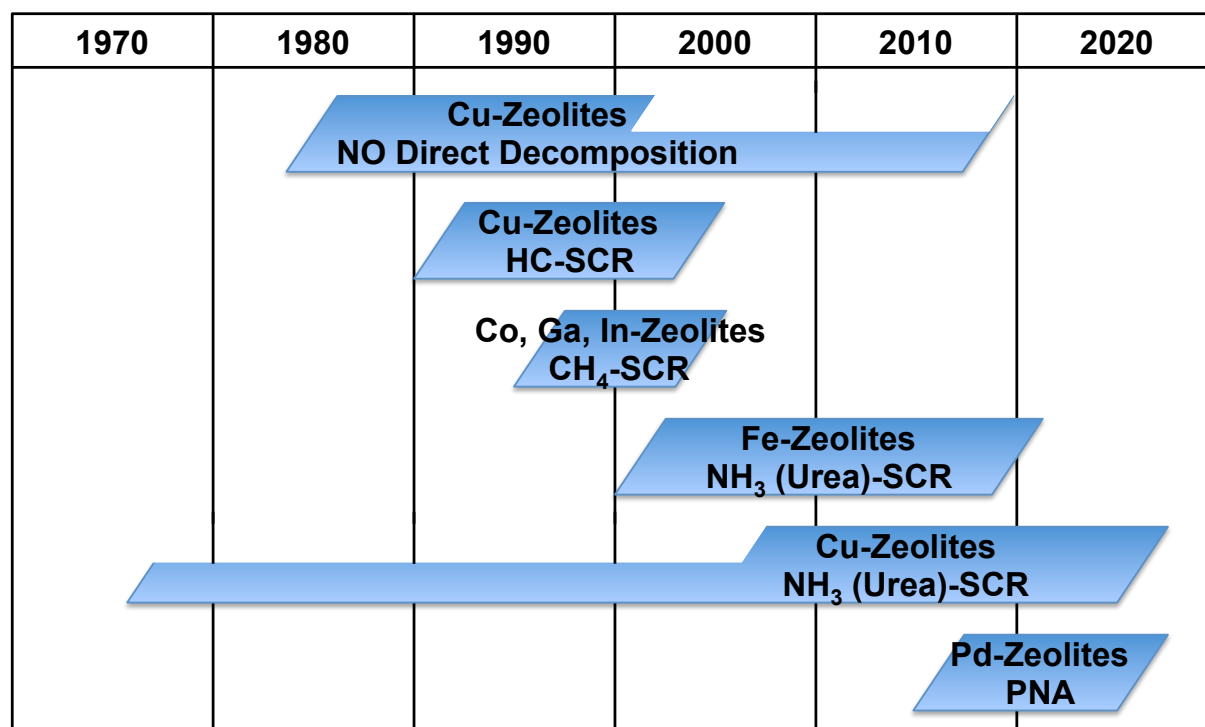 1970 1980 1990 2000 2010 2020
Cu-Zeolites
NO Direct Decomposition
Cu-Zeolites
HC-SCR
Co, Ga, In-Zeolites
CH₄-SCR
Fe-Zeolites
NH₃ (Urea)-SCR
Cu-Zeolites
NH₃ (Urea)-SCR
Pd-Zeolites
PNA